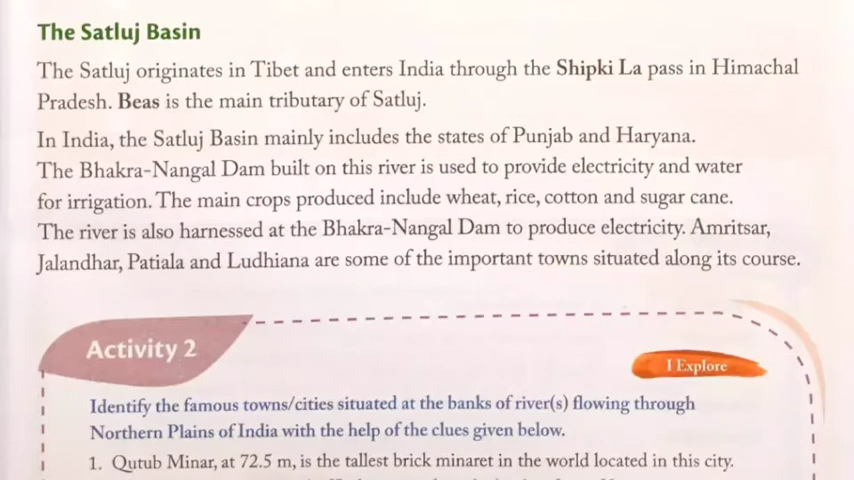 The Satluj Basin
The Satluj originates in Tibet and enters India through the Shipki La pass in Himachal
Pradesh. Beas is the main tributary of Satluj.
In India, the Satluj Basin mainly includes the states of Punjab and Haryana.
The Bhakra-Nangal Dam built on this river is used to provide electricity and water
for irrigation. The main crops produced include wheat, rice, cotton and sugar cane.
The river is also harnessed at the Bhakra-Nangal Dam to produce electricity. Amritsar,
Jalandhar, Patiala and Ludhiana are some of the important towns situated along its course.
Activity 2
I Explore
Identify the famous towns/cities situated at the banks of river(s) flowing through
Northern Plains of India with the help of the clues given below.
1. Qutub Minar, at 72.5 m, is the tallest brick minaret in the world located in this city.